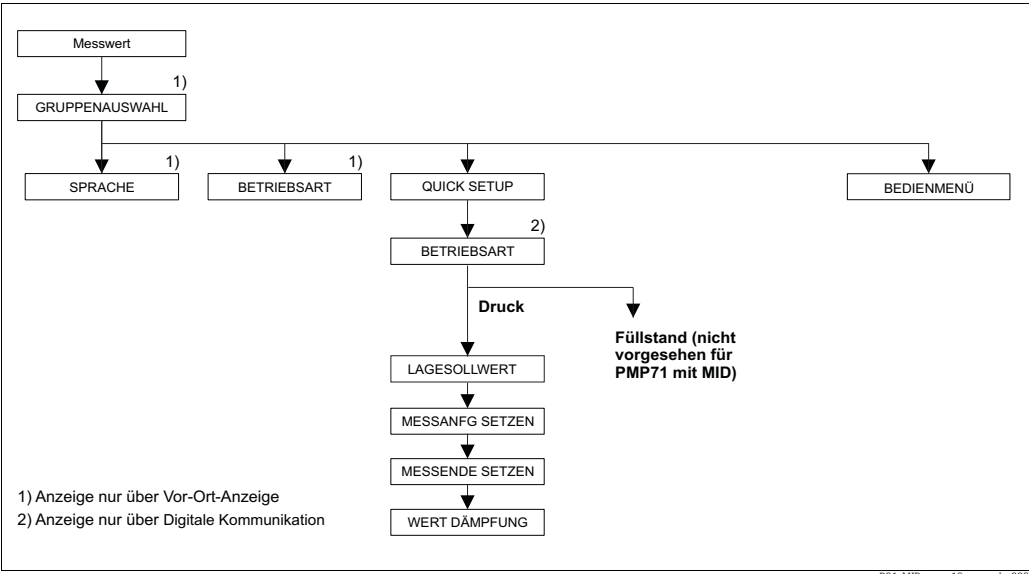 Messwert
1)
GRUPPENAUSWAHL
1)
1)
SPRACHE
BETRIEBSART
QUICK SETUP
BEDIENMENÜ
2)
BETRIEBSART
Druck
Füllstand (nicht
vorgesehen für
PMP71 mit MID)
LAGESOLLWERT
MESSANFG SETZEN
MESSENDE SETZEN
WERT DÄMPFUNG
1) Anzeige nur über Vor-Ort-Anzeige
2) Anzeige nur über Digitale Kommunikation